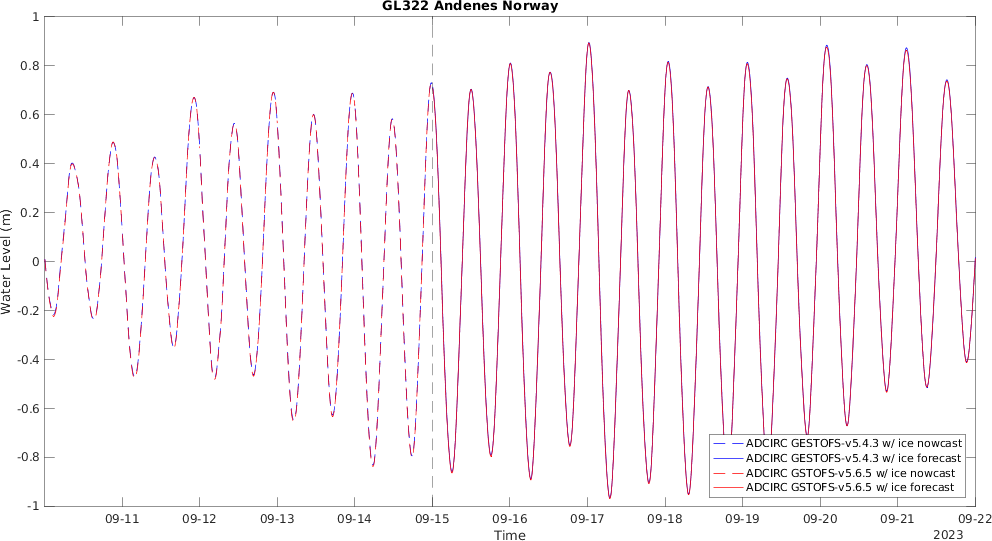 GL322 Andenes Norway
1
0.8
0.6
0.4
0.2
0
-0.2
-0.4
-0.6
-0.8
-1
Water Level (m)
ADCIRC GESTOFS-v5.4.3 w/ ice nowcast
ADCIRC GESTOFS-v5.4.3 w/ ice forecast
ADCIRC GSTOFS-v5.6.5 w/ ice nowcast
ADCIRC GSTOFS-v5.6.5 w/ ice forecast
09-11 09-12 09-13 09-14 09-15 09-16 09-17 09-18 09-19 09-20 09-21 09-22
Time
2023